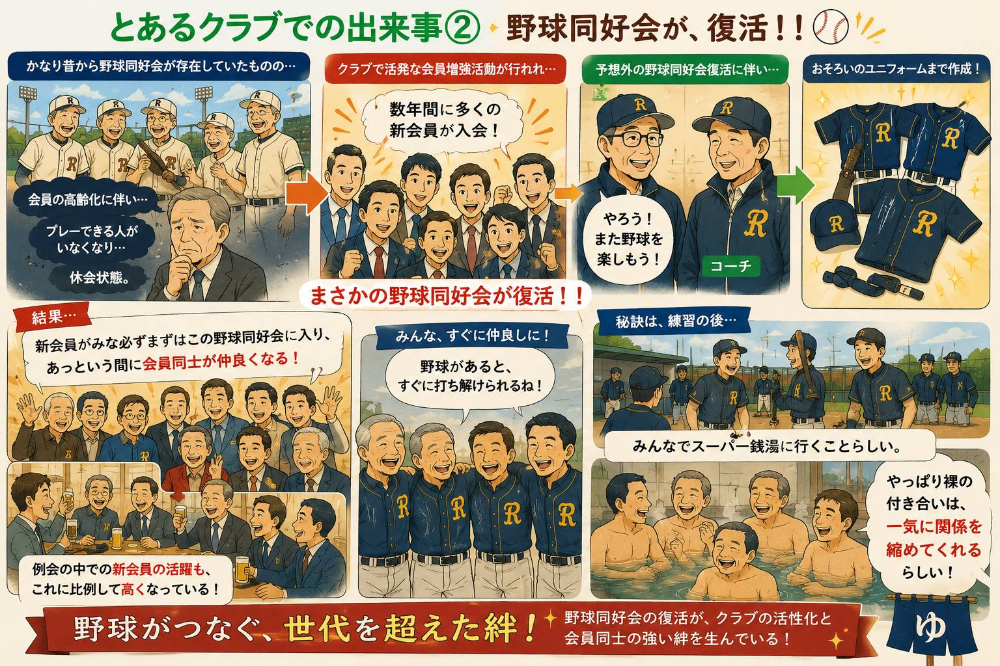 とあるクラブでの出来事② 野球同好会が、復活！！
かなり昔から野球同好会が存在していたものの…
会員の高齢化に伴い…
プレーできる人が
いなくなり…
休会状態。
クラブで活発な会員増強活動が行れれ…
数年間に多くの
新会員が入会！
まさかの野球同好会が復活！！
予想外の野球同好会復活に伴い…
やろう！
また野球を
楽しもう！
コーチ
おそろいのユニフォームまで作成！
結果…
新会員がみな必ずまずはこの野球同好会に入り、
あっという間に会員同士が仲良くなる！
例会の中での新会員の活躍も、
これに比例して高くなっている！
みんな、すぐに仲良しに！
野球があると、
すぐに打ち解けられるね！
秘訣は、練習の後…
みんなでスーパー銭湯に行くことらしい。
やっぱり裸の
付き合いは、
一気に関係を
縮めてくれる
らしい！
ゆ
野球がつなぐ、世代を超えた絆！
野球同好会の復活が、クラブの活性化と
会員同士の強い絆を生んでいる！